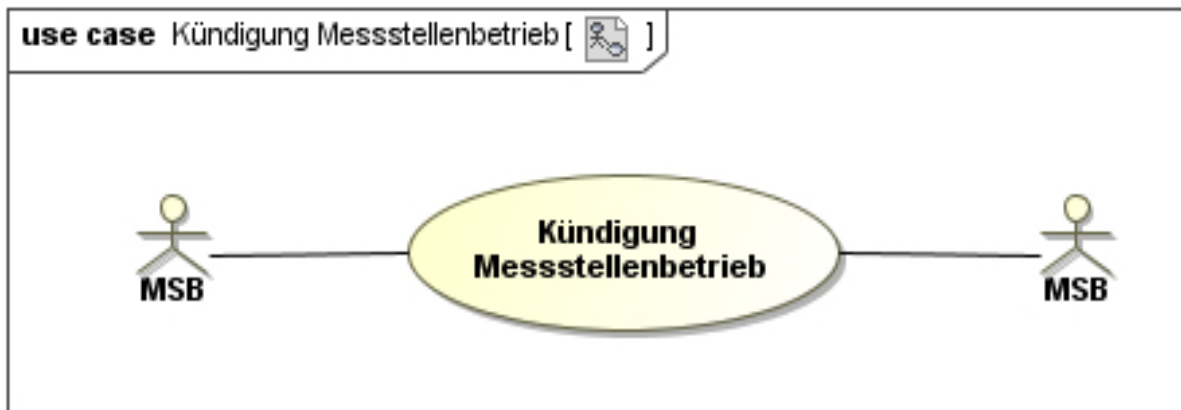 use case Kündigung Messstellenbetrieb [ ]
Kündigung
Messstellenbetrieb
MSB
MSB